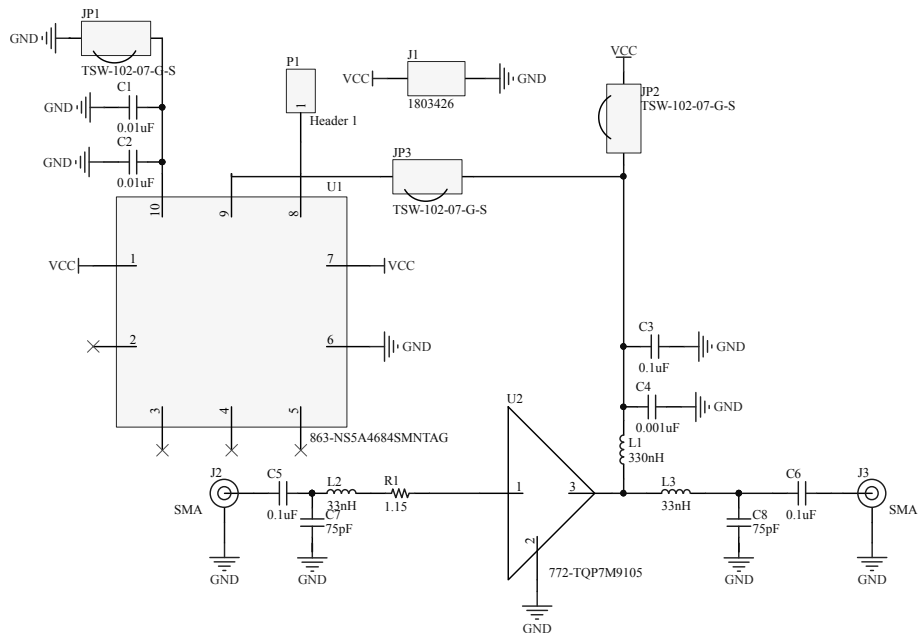 JP1
GND
TSW-102-07-G-S
C1
GND
0.01uF
C2
GND
0.01uF
P1
1
Header 1
J1
VCC
GND
1803426
VCC
JP2
TSW-102-07-G-S
JP3
TSW-102-07-G-S
U1
10
9
8
VCC
1
7
VCC
2
6
GND
3
4
5
863-NS5A4684SMNTAG
C3
GND
0.1uF
C4
GND
0.001uF
L1
330nH
U2
1
3
2
772-TQP7M9105
GND
J2
SMA
GND
C5
0.1uF
L2
33nH
R1
1.15
C7
75pF
GND
L3
33nH
C6
0.1uF
C8
75pF
GND
J3
SMA
GND